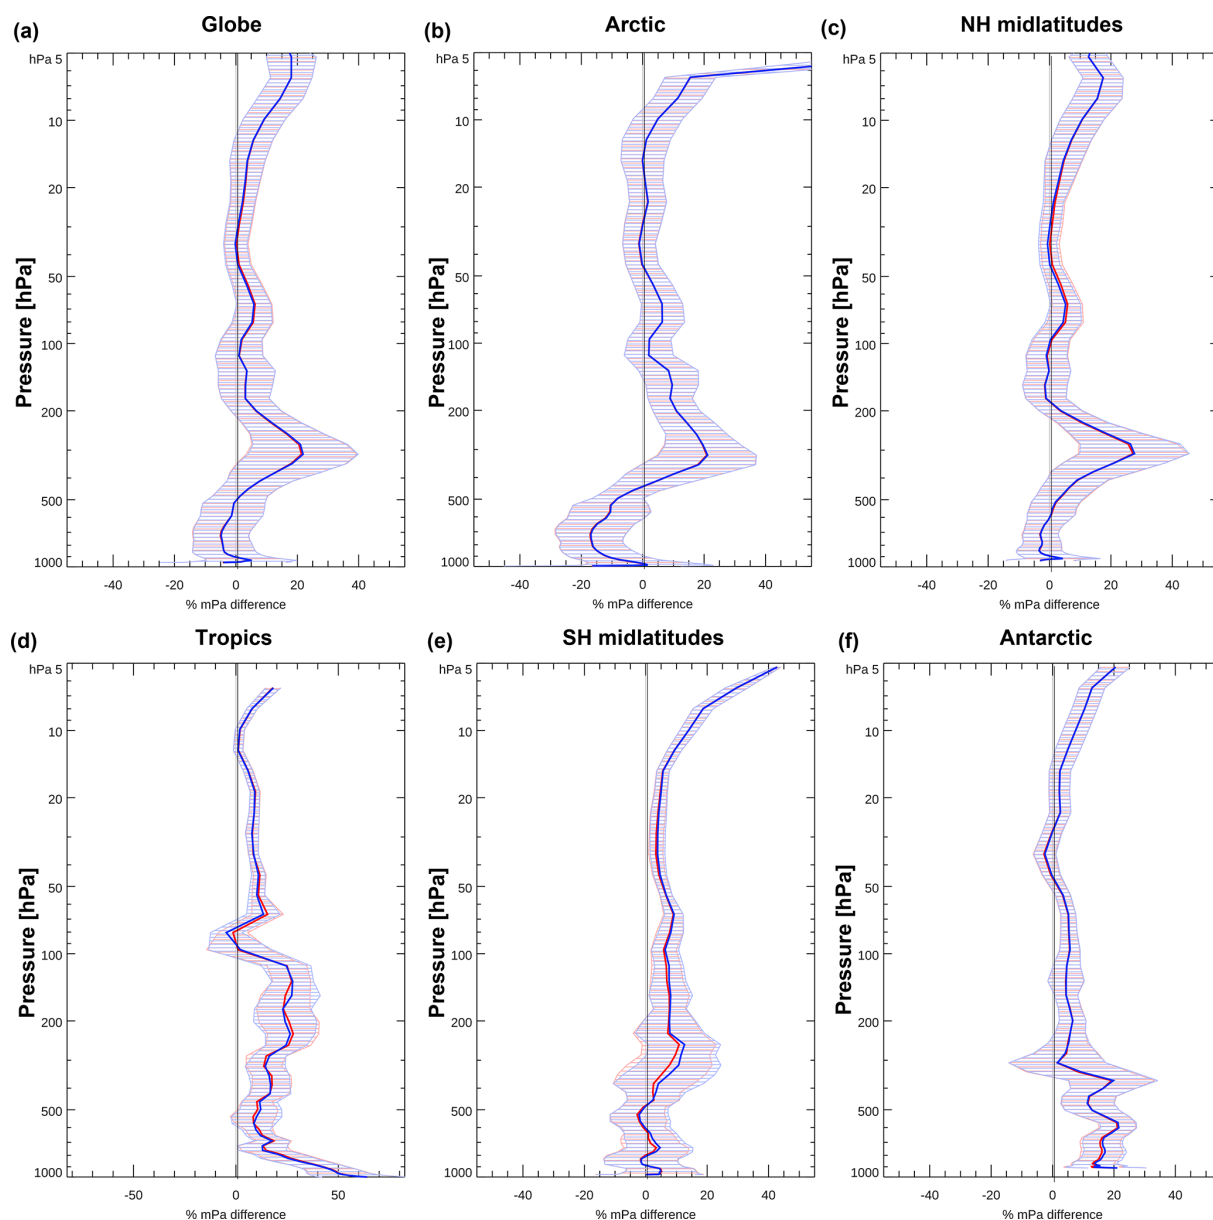 (a) Globe
hPa 5
10
20
50
100
200
500
1000
Pressure [hPa]
-40 -20 0 20 40
% mPa difference
(b) Arctic
hPa 5
10
20
50
100
200
500
1000
Pressure [hPa]
-40 -20 0 20 40
% mPa difference
(c) NH midlatitudes
hPa 5
10
20
50
100
200
500
1000
Pressure [hPa]
-40 -20 0 20 40
% mPa difference
(d) Tropics
hPa 5
10
20
50
100
200
500
1000
Pressure [hPa]
-50 0 50
% mPa difference
(e) SH midlatitudes
hPa 5
10
20
50
100
200
500
1000
Pressure [hPa]
-40 -20 0 20 40
% mPa difference
(f) Antarctic
hPa 5
10
20
50
100
200
500
1000
Pressure [hPa]
-40 -20 0 20 40
% mPa difference